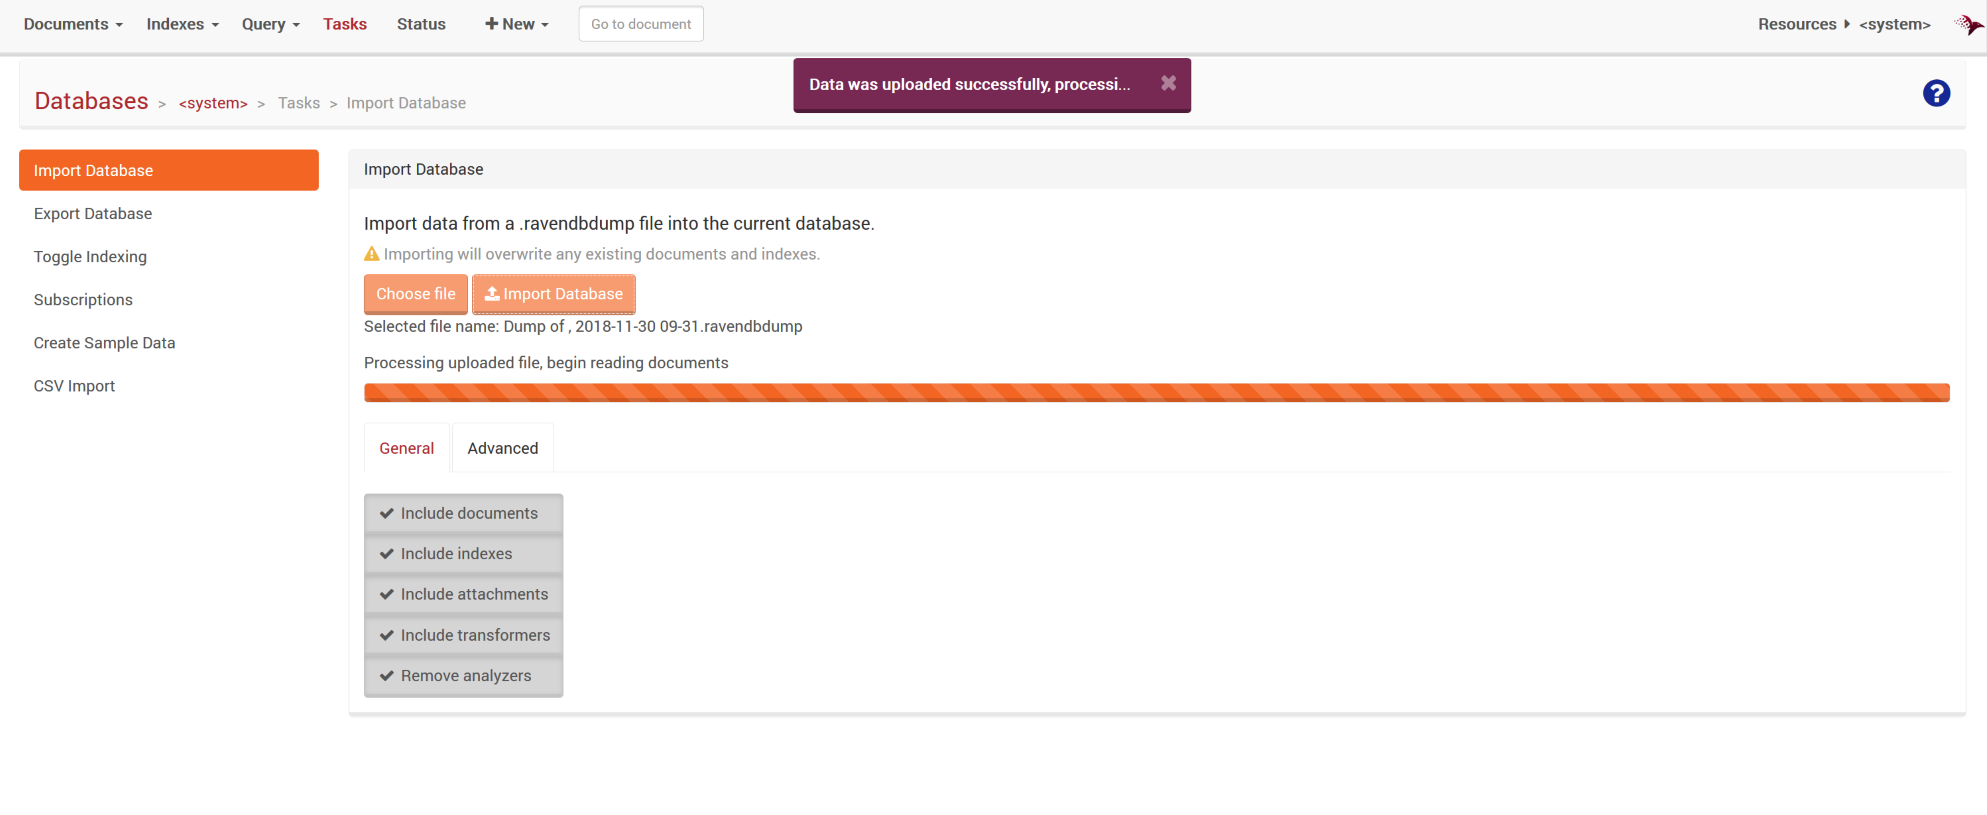 Documents Indexes Query Tasks Status New Go to document Resources <system>
Data was uploaded successfully, processi...
Databases > <system> > Tasks > Import Database
Import Database
Export Database
Toggle Indexing
Subscriptions
Create Sample Data
CSV Import
Import Database
Import data from a .ravendbdump file into the current database.
Importing will overwrite any existing documents and indexes.
Choose file Import Database
Selected file name: Dump of , 2018-11-30 09-31.ravendbdump
Processing uploaded file, begin reading documents
General Advanced
Include documents
Include indexes
Include attachments
Include transformers
Remove analyzers